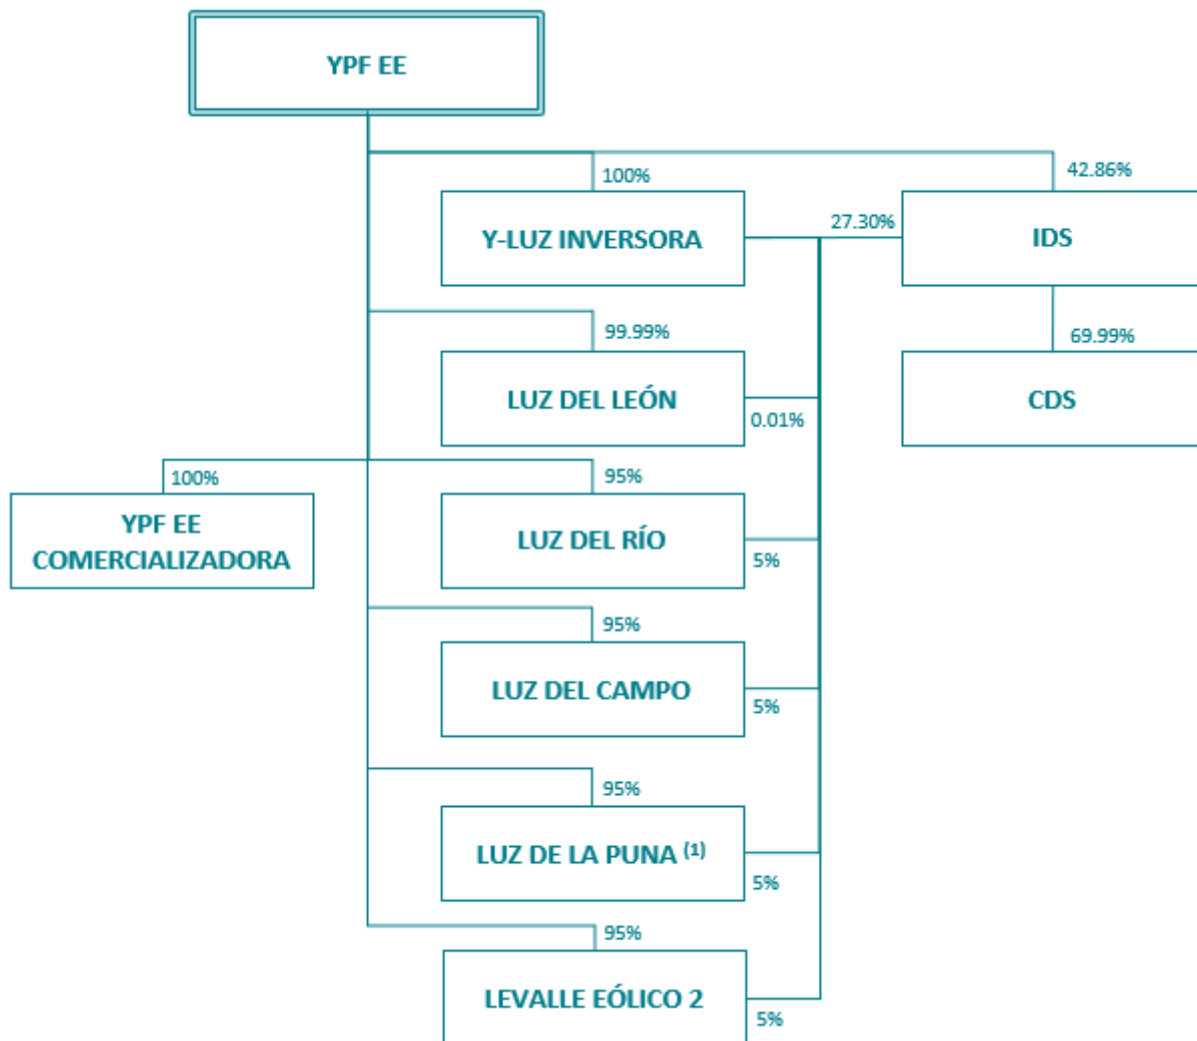 YPF EE
100%
42.86%
Y-LUZ INVERSORA
27.30%
IDS
99.99%
69.99%
LUZ DEL LEÓN
0.01%
CDS
100%
95%
YPF EE
COMERCIALIZADORA
LUZ DEL RÍO
5%
95%
LUZ DEL CAMPO
5%
95%
LUZ DE LA PUNA (1)
5%
95%
LEVALLE EÓLICO 2
5%